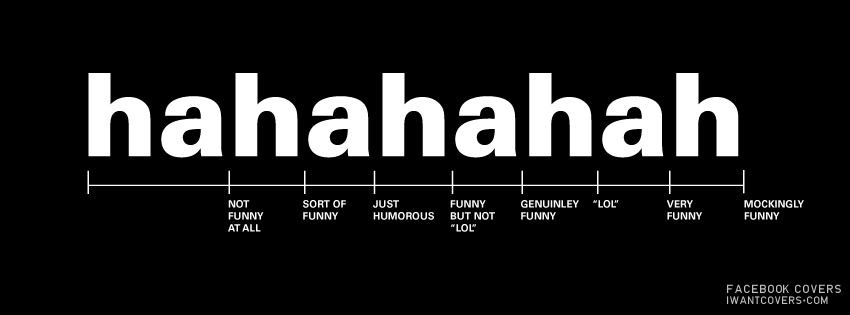 hahahahah
NOT
FUNNY
AT ALL
SORT OF
FUNNY
JUST
HUMOROUS
FUNNY
BUT NOT
"LOL"
GENUINLEY
FUNNY
"LOL"
VERY
FUNNY
MOCKINGLY
FUNNY
FACEBOOK COVERS
IWANTCOVERS•COM